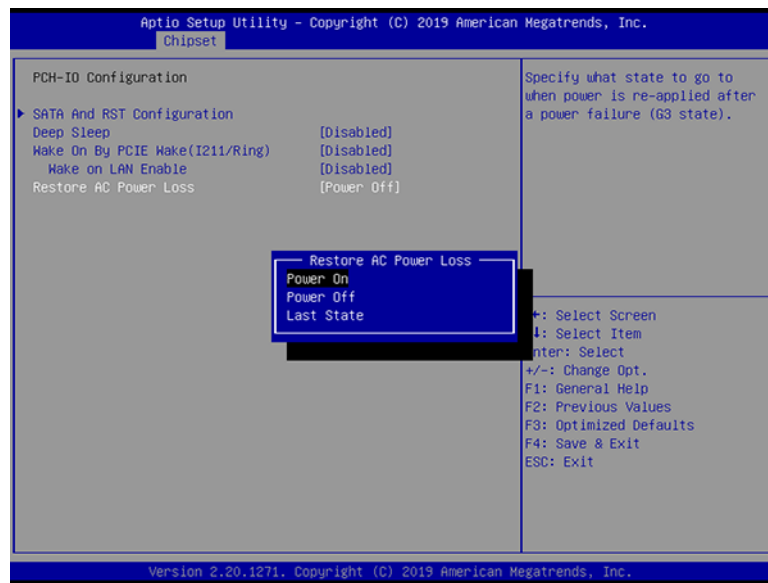 Aptio Setup Utility – Copyright (C) 2019 American Megatrends, Inc.
Chipset
PCH-IO Configuration
SATA And RST Configuration
Deep Sleep [Disabled]
Wake On By PCIE Wake(I211/Ring) [Disabled]
Wake on LAN Enable [Disabled]
Restore AC Power Loss [Power Off]
Specify what state to go to
when power is re-applied after
a power failure (G3 state).
Restore AC Power Loss
Power On
Power Off
Last State
: Select Screen
: Select Item
nter: Select
+/-: Change Opt.
F1: General Help
F2: Previous Values
F3: Optimized Defaults
F4: Save & Exit
ESC: Exit
Version 2.20.1271. Copyright (C) 2019 American Megatrends, Inc.